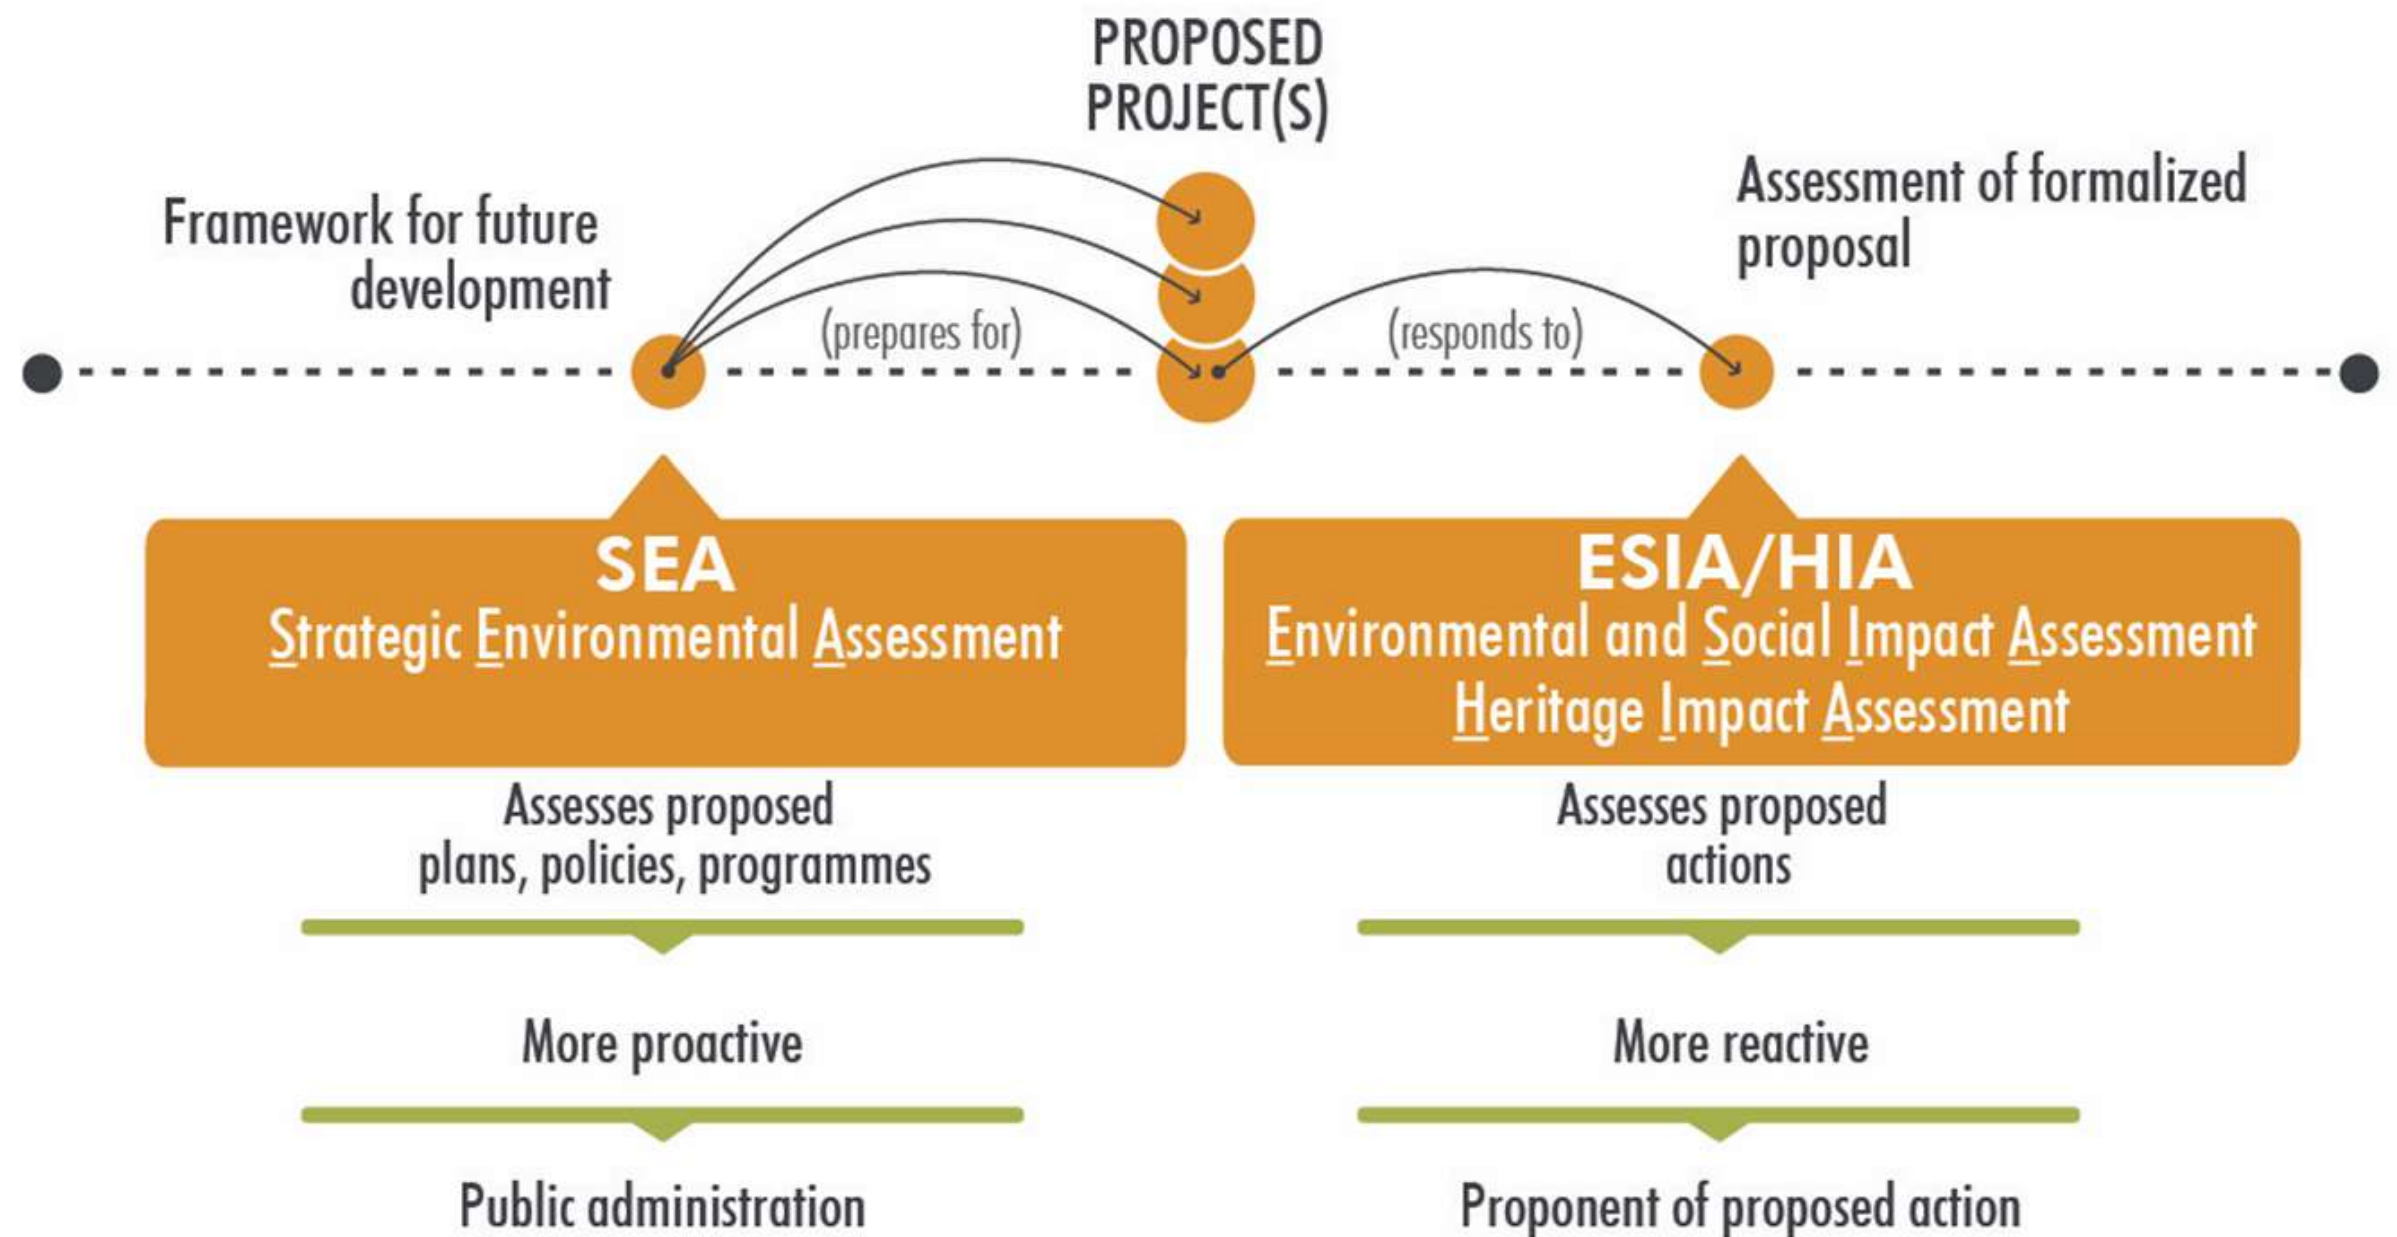 PROPOSED
PROJECT(S)
Framework for future
development
Assessment of formalized
proposal
(prepares for)
(responds to)
SEA
Strategic Environmental Assessment
ESIA/HIA
Environmental and Social Impact Assessment
Heritage Impact Assessment
Assesses proposed
plans, policies, programmes
More proactive
Public administration
Assesses proposed
actions
More reactive
Proponent of proposed action